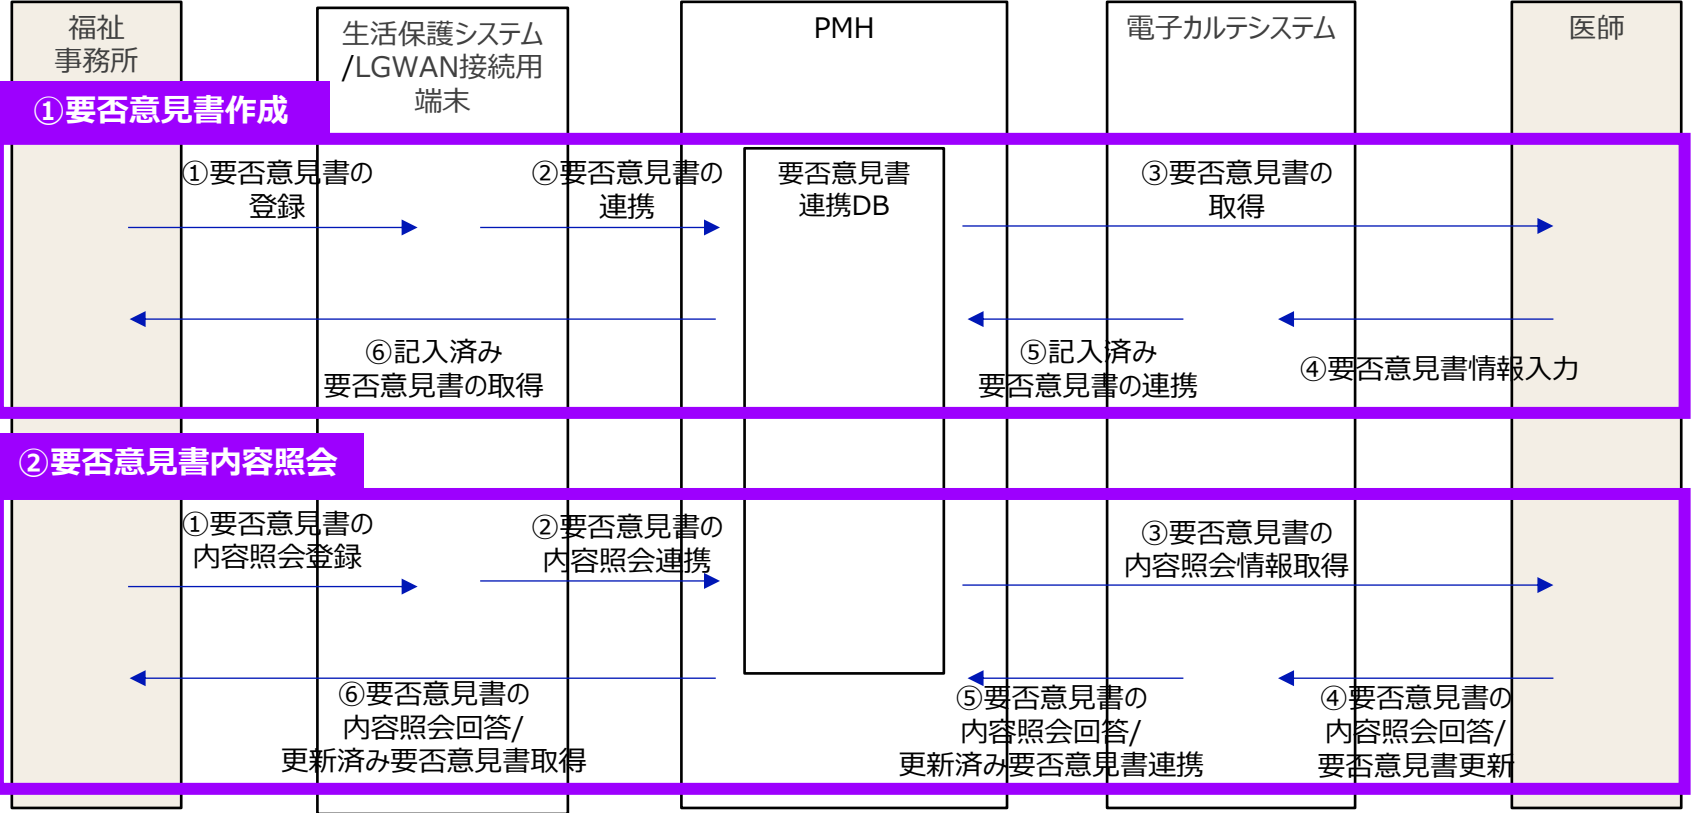 福祉
事務所
生活保護システム
/LGWAN接続用
端末
PMH
電子カルテシステム
医師
①要否意見書作成
①要否意見書の
登録
②要否意見書の
連携
要否意見書
連携DB
③要否意見書の
取得
⑥記入済み
要否意見書の取得
⑤記入済み
要否意見書の連携
④要否意見書情報入力
②要否意見書内容照会
①要否意見書の
内容照会登録
②要否意見書の
内容照会連携
③要否意見書の
内容照会情報取得
⑥要否意見書の
内容照会回答/
更新済み要否意見書取得
⑤要否意見書の
内容照会回答/
更新済み要否意見書連携
④要否意見書の
内容照会回答/
要否意見書更新